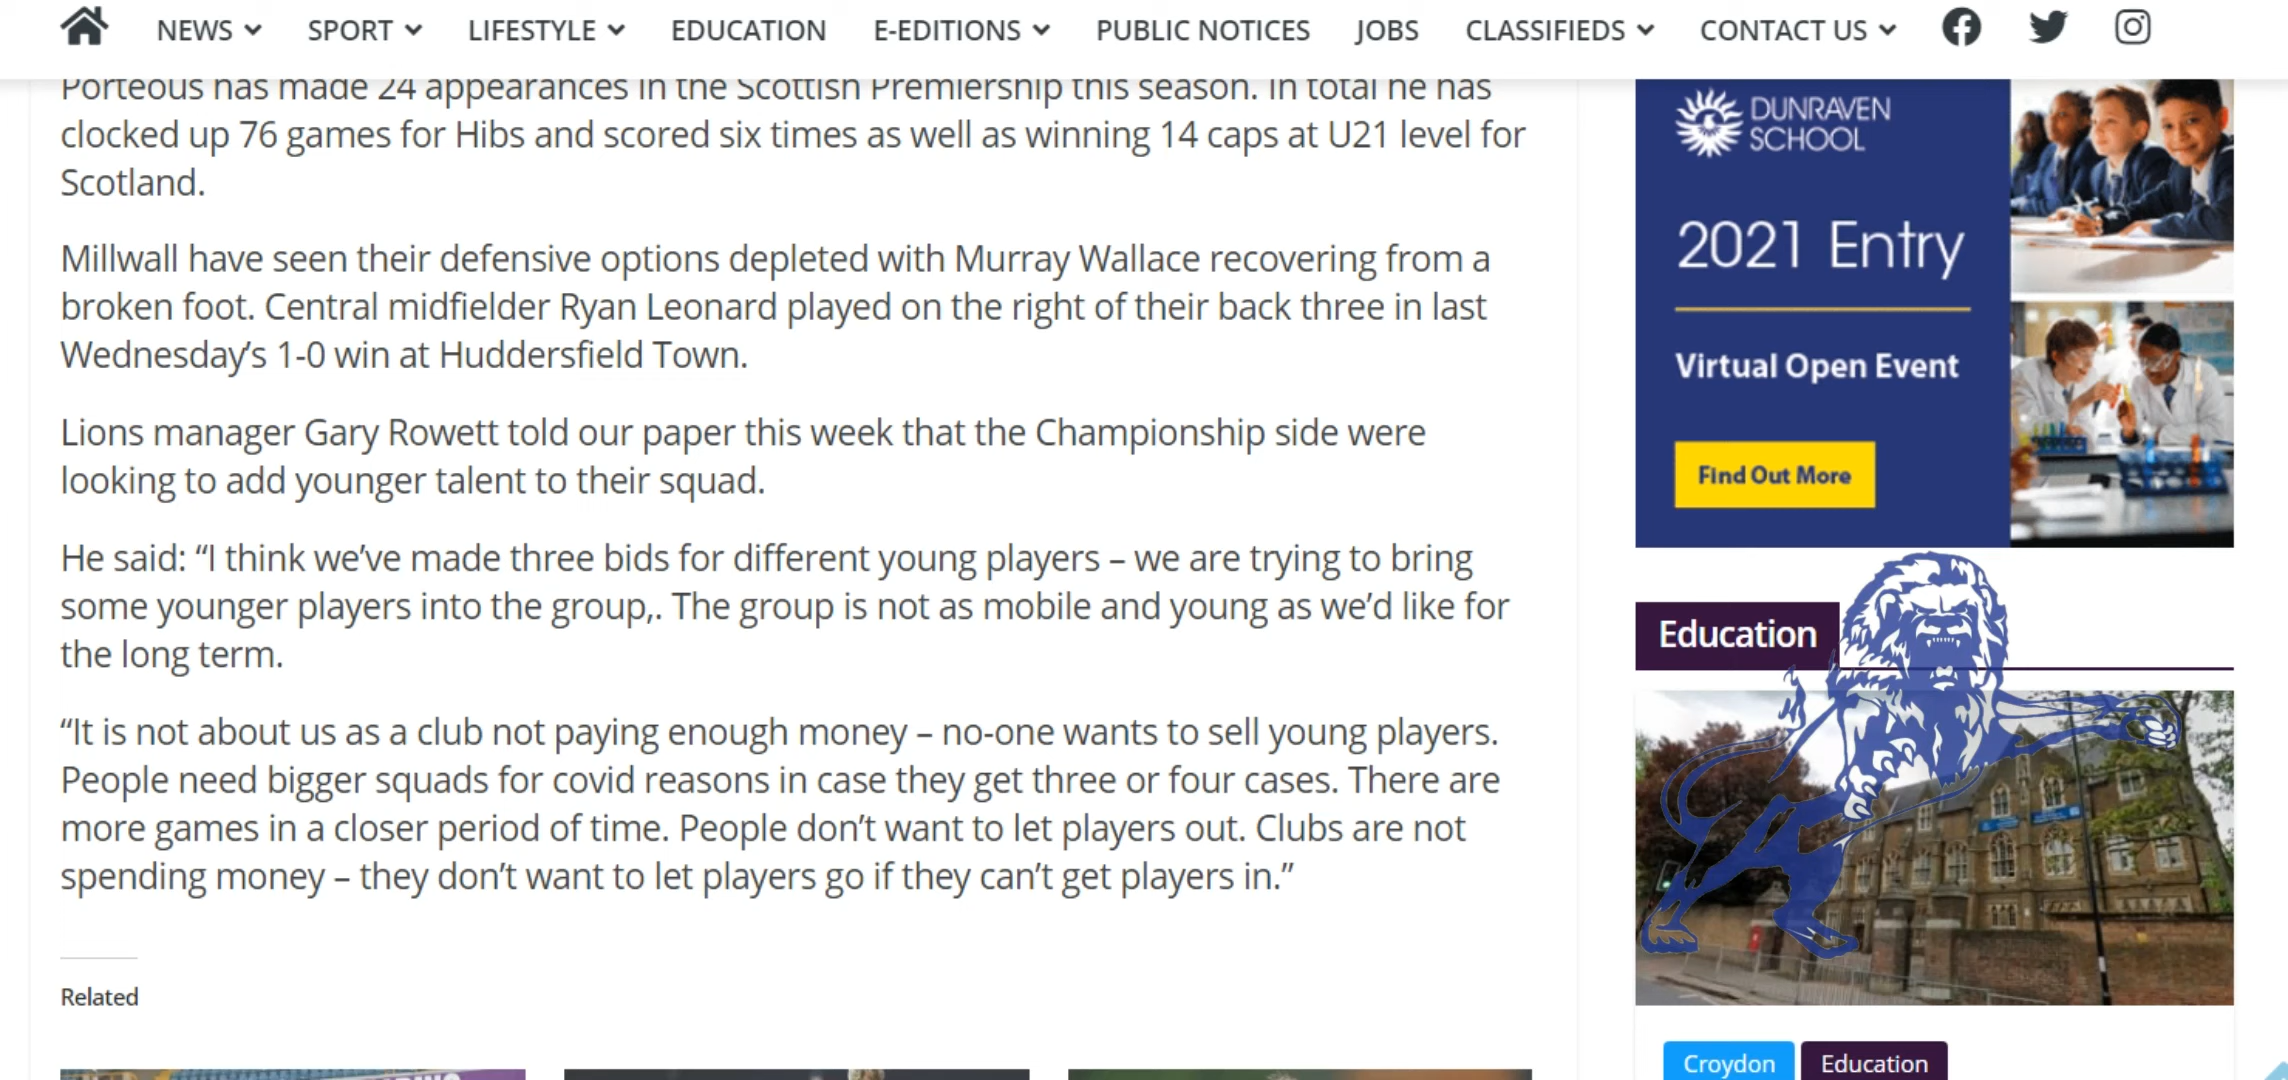 NEWS SPORT LIFESTYLE EDUCATION E-EDITIONS PUBLIC NOTICES JOBS CLASSIFIEDS CONTACT US
Porteous has made 24 appearances in the Scottish Premiership this season. In total he has
clocked up 76 games for Hibs and scored six times as well as winning 14 caps at U21 level for
Scotland.
Millwall have seen their defensive options depleted with Murray Wallace recovering from a
broken foot. Central midfielder Ryan Leonard played on the right of their back three in last
Wednesday’s 1-0 win at Huddersfield Town.
Lions manager Gary Rowett told our paper this week that the Championship side were
looking to add younger talent to their squad.
He said: “I think we’ve made three bids for different young players – we are trying to bring
some younger players into the group,. The group is not as mobile and young as we’d like for
the long term.
“It is not about us as a club not paying enough money – no-one wants to sell young players.
People need bigger squads for covid reasons in case they get three or four cases. There are
more games in a closer period of time. People don’t want to let players out. Clubs are not
spending money – they don’t want to let players go if they can’t get players in.”
Related
DUNRAVEN
SCHOOL
2021 Entry
Virtual Open Event
Find Out More
Education
Croydon Education